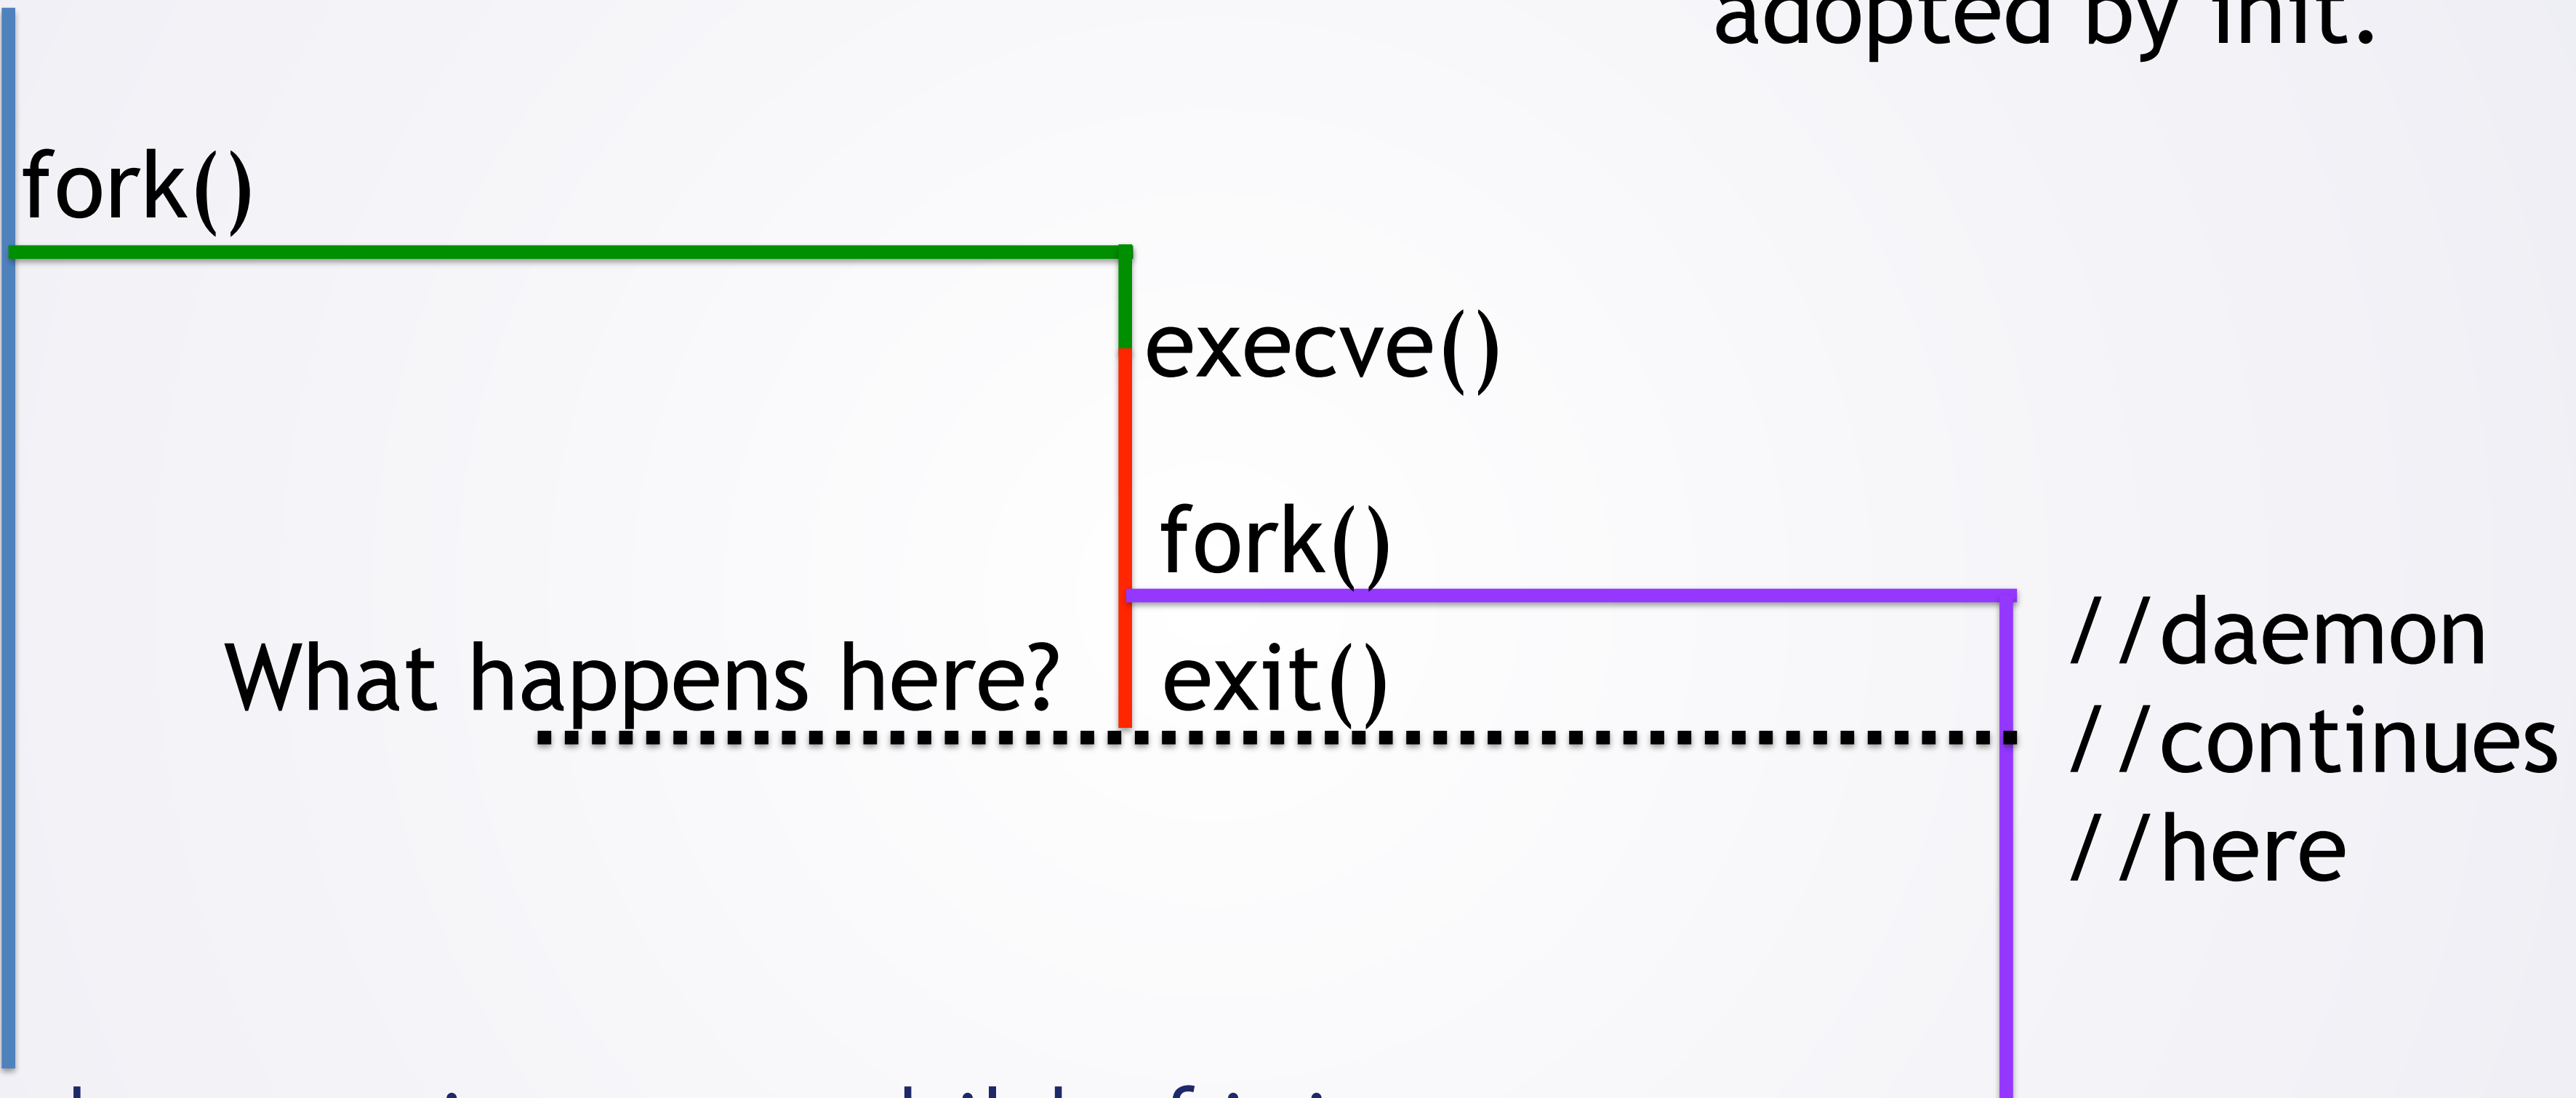 adopted by init.
fork()
execve()
fork()
What happens here?
exit()
//daemon
//continues
//here